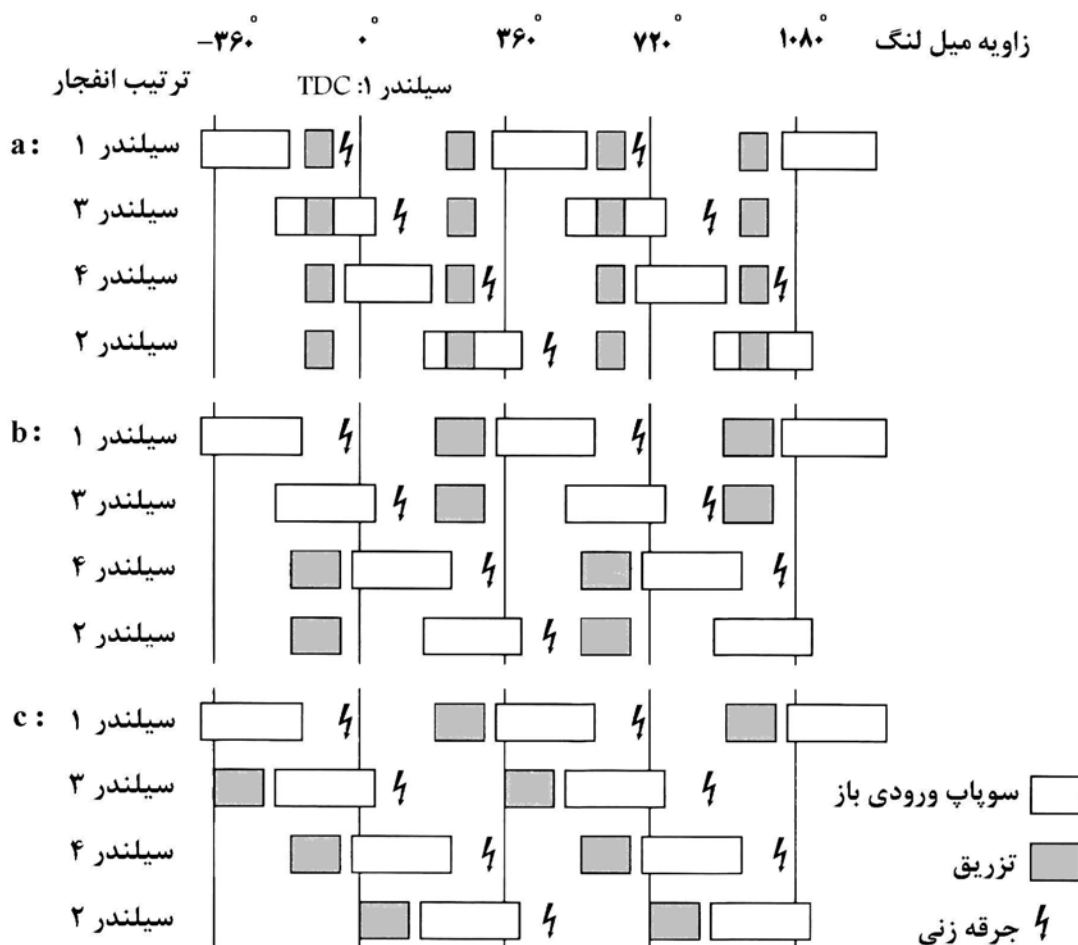 زاویه میل لنگ −۳۶۰° ۰° ۳۶۰° ۷۲۰° ۱۰۸۰°
ترتیب انفجار
سیلندر ۱: TDC
a: سیلندر ۱
سیلندر ۳
سیلندر ۴
سیلندر ۲
b: سیلندر ۱
سیلندر ۳
سیلندر ۴
سیلندر ۲
c: سیلندر ۱
سیلندر ۳
سیلندر ۴
سیلندر ۲
سوپاپ ورودی باز
تزریق
جرقه زنی